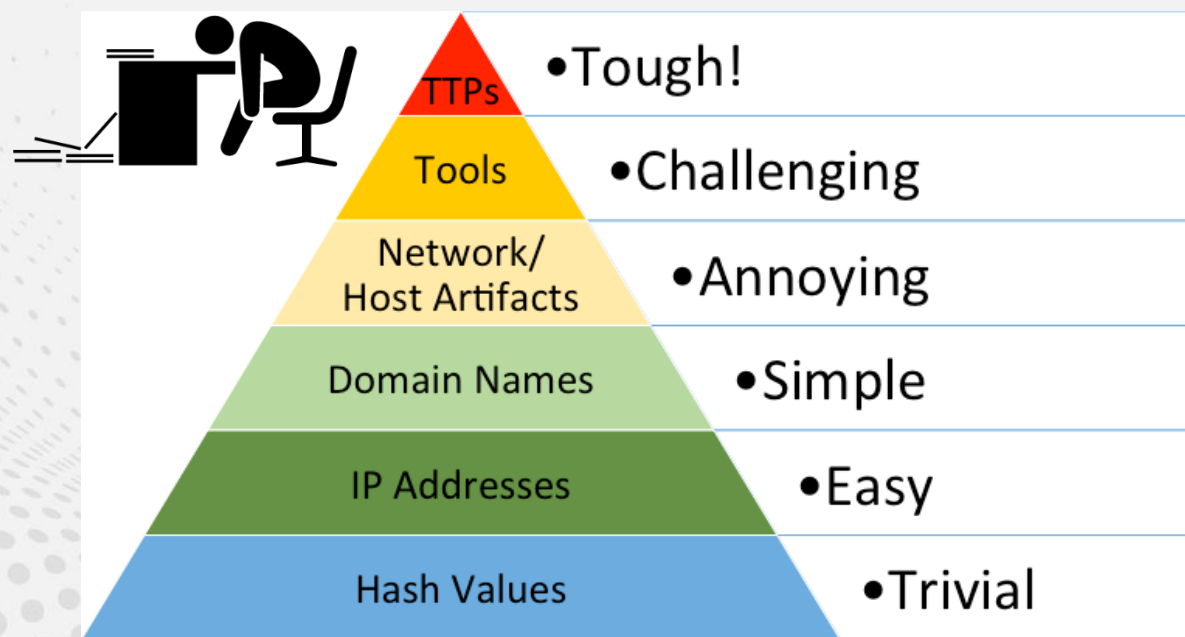 TTPs
•Tough!
Tools
•Challenging
Network/
Host Artifacts
•Annoying
Domain Names
•Simple
IP Addresses
•Easy
Hash Values
•Trivial